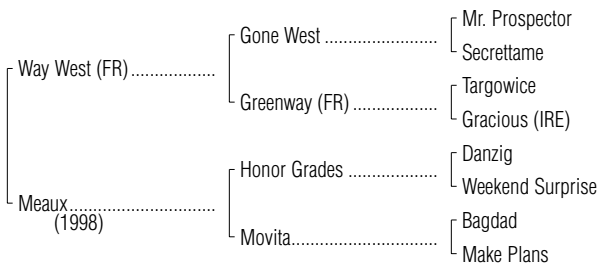 Mr. Prospector
Gone West ........................
Secrettame
Way West (FR) ..................
Targowice
Greenway (FR) ..................
Gracious (IRE)
Danzig
Honor Grades ...................
Weekend Surprise
Meaux ...............................
(1998)
Bagdad
Movita ...............................
Make Plans